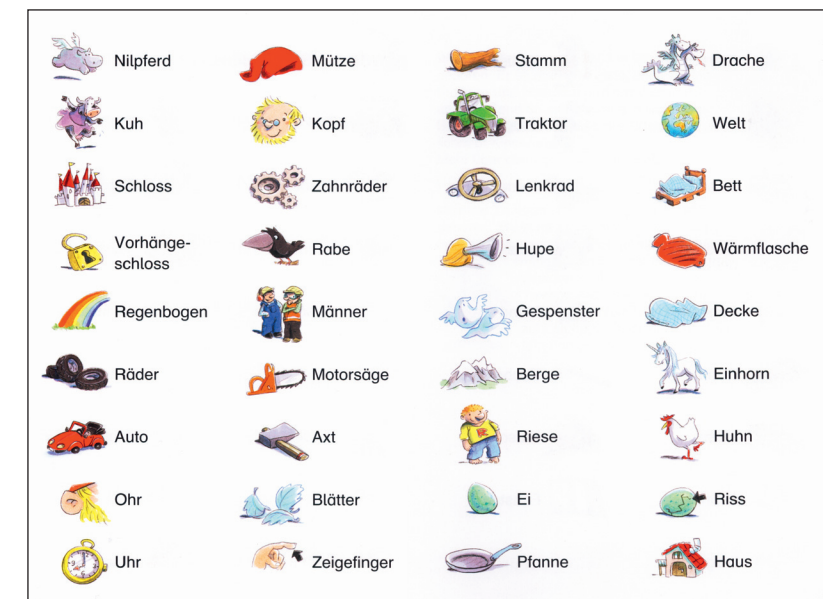 Nilpferd
Mütze
Stamm
Drache
Kuh
Kopf
Traktor
Welt
Schloss
Zahnräder
Lenkrad
Bett
Vorhänge-
schloss
Rabe
Hupe
Wärmflasche
Regenbogen
Männer
Gespenster
Decke
Räder
Motorsäge
Berge
Einhorn
Auto
Axt
Riese
Huhn
Ohr
Blätter
Ei
Riss
Uhr
Zeigefinger
Pfanne
Haus